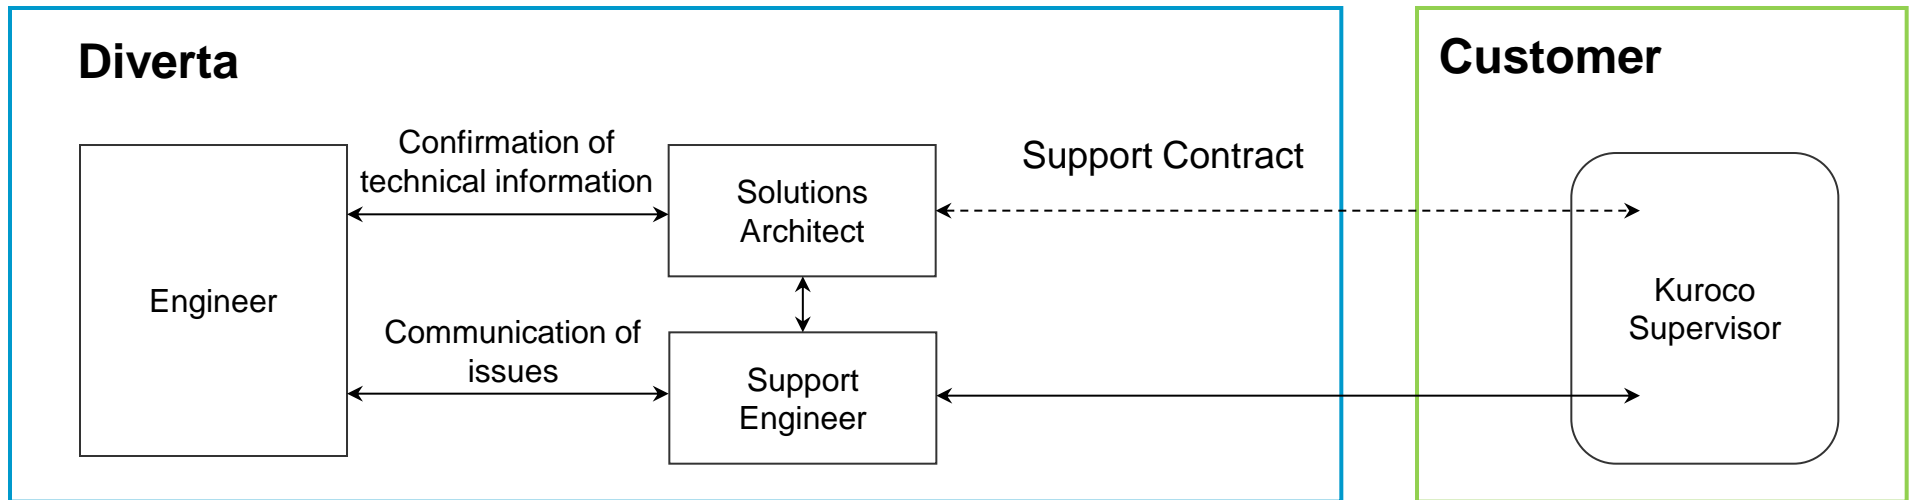 Diverta
Customer
Confirmation of
technical information
Support Contract
Solutions
Architect
Engineer
Kuroco
Supervisor
Communication of
issues
Support
Engineer